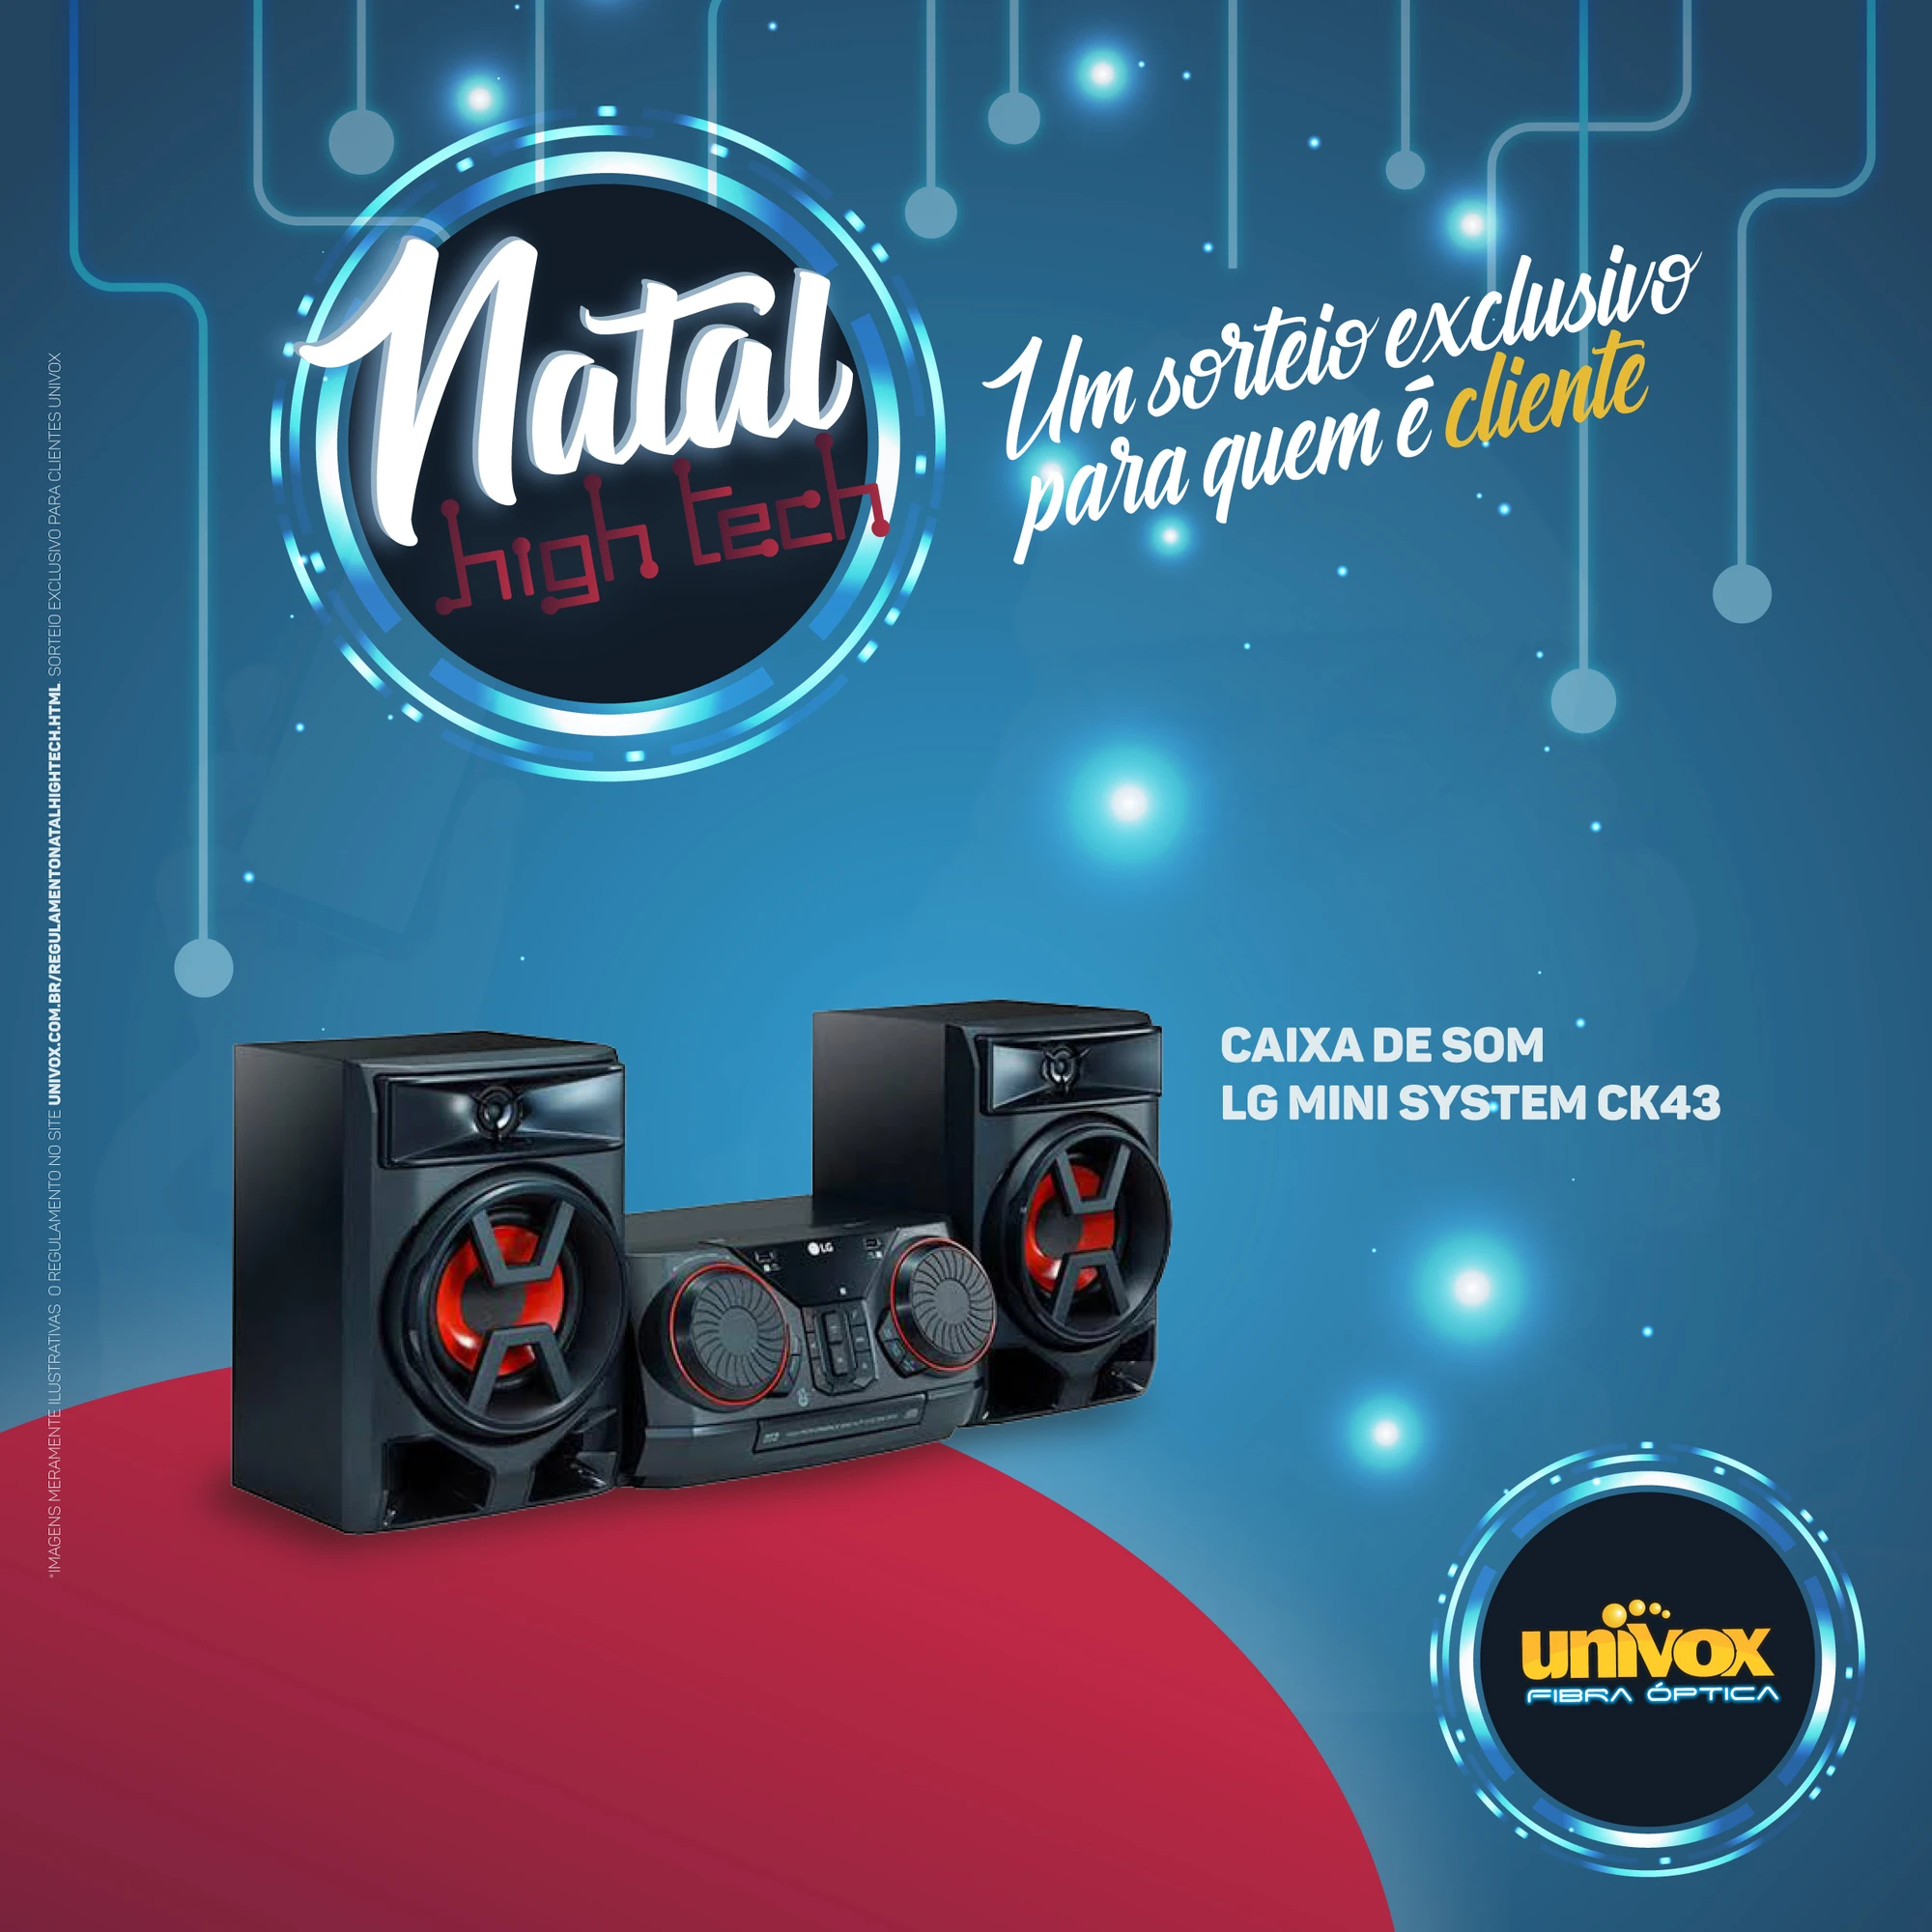 Natal
high tech
Um sorteio exclusivo
para quem é cliente
*IMAGENS MERAMENTE ILUSTRATIVAS O REGULAMENTO NO SITE UNIVOX.COM.BR/REGULAMENTONATALHIGHTECH.HTML. SORTEIO EXCLUSIVO PARA CLIENTES UNIVOX
CAIXA DE SOM
LG MINI SYSTEM CK43
LG
univox
FIBRA ÓPTICA